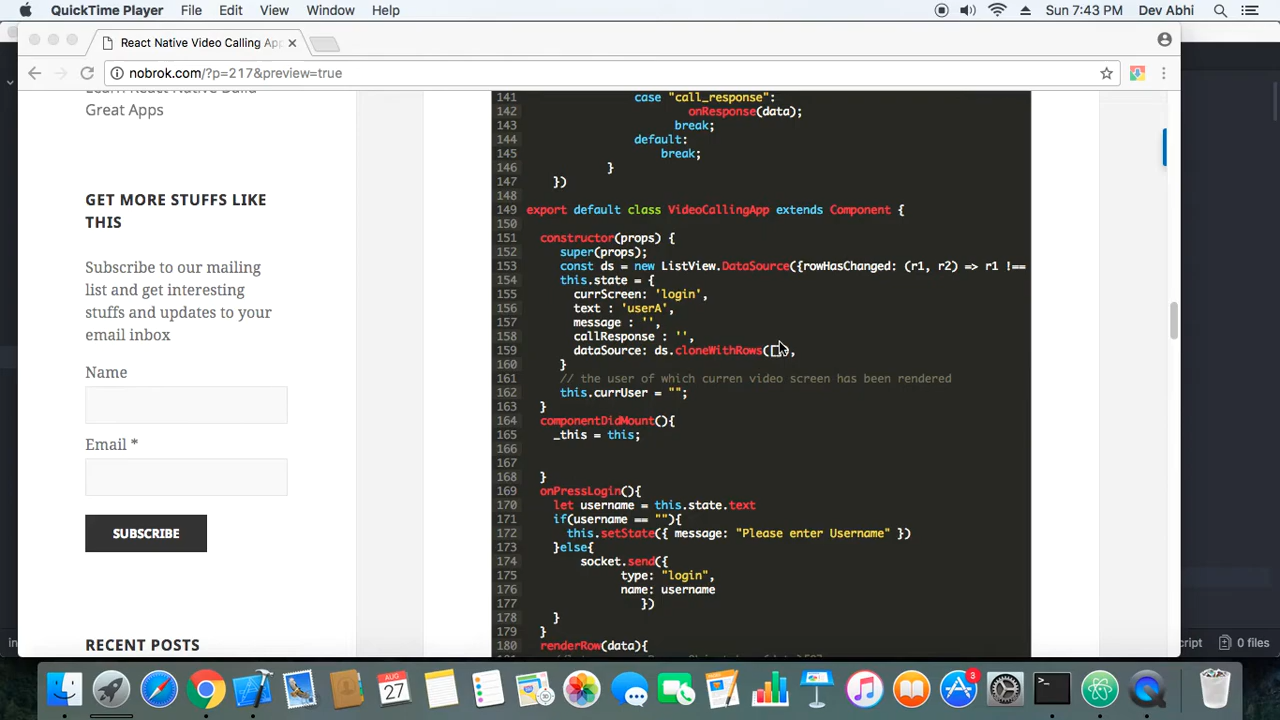 QuickTime Player File Edit View Window Help Sun 7:43 PM Dev Abhi
React Native Video Calling App
nobrok.com/?p=217&preview=true
Great Apps
GET MORE STUFFS LIKE
THIS
Subscribe to our mailing
list and get interesting
stuffs and updates to your
email inbox
Name
Email *
SUBSCRIBE
RECENT POSTS
141 case "call_response":
142 onResponse(data);
143 break;
144 default:
145 break;
146 }
147 })
148
149 export default class VideoCallingApp extends Component {
150
151 constructor(props) {
152 super(props);
153 const ds = new ListView.DataSource({rowHasChanged: (r1, r2) => r1 !==
154 this.state = {
155 currScreen: 'login',
156 text : 'userA',
157 message : '',
158 callResponse : '',
159 dataSource: ds.cloneWithRows(
160 }
161 // the user of which curren video screen has been rendered
162 this.currUser = "";
163 }
164 componentDidMount(){
165 _this = this;
166
167
168 }
169 onPressLogin(){
170 let username = this.state.text
171 if(username == ""){
172 this.setState({ message: "Please enter Username" })
173 }else{
174 socket.send({
175 type: "login",
176 name: username
177 })
178 }
179 }
180 renderRow(data){
script 0 files
AUG
27
3